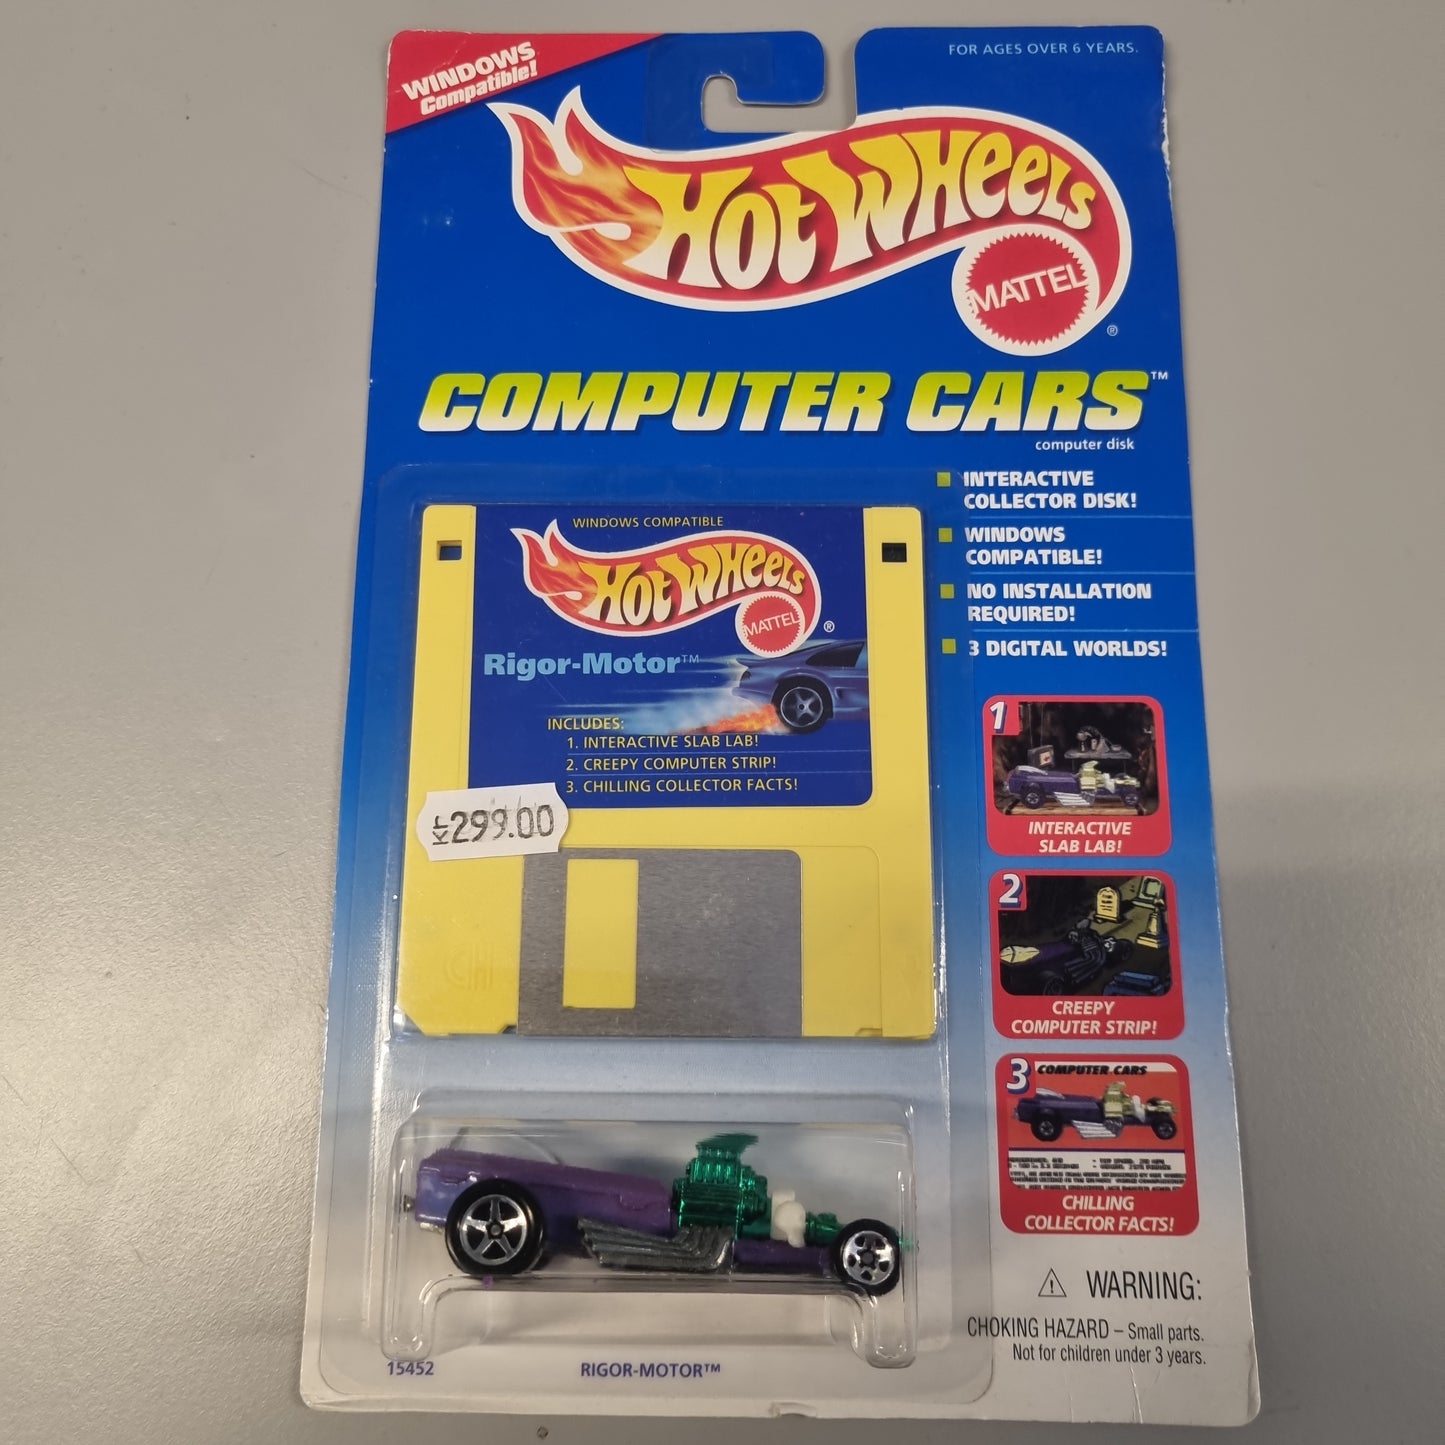 WINDOWS
Compatible!
FOR AGES OVER 6 YEARS.
HOT WHEELS
MATTEL
®
COMPUTER CARS™
computer disk
INTERACTIVE
COLLECTOR DISK!
WINDOWS
COMPATIBLE!
NO INSTALLATION
REQUIRED!
3 DIGITAL WORLDS!
WINDOWS COMPATIBLE
HOT WHEELS
MATTEL
®
Rigor-Motor™
INCLUDES:
1. INTERACTIVE SLAB LAB!
2. CREEPY COMPUTER STRIP!
3. CHILLING COLLECTOR FACTS!
299.00
1
INTERACTIVE
SLAB LAB!
2
CREEPY
COMPUTER STRIP!
3
COMPUTER CARS
CHILLING
COLLECTOR FACTS!
WARNING:
CHOKING HAZARD – Small parts.
Not for children under 3 years.
15452
RIGOR-MOTOR™